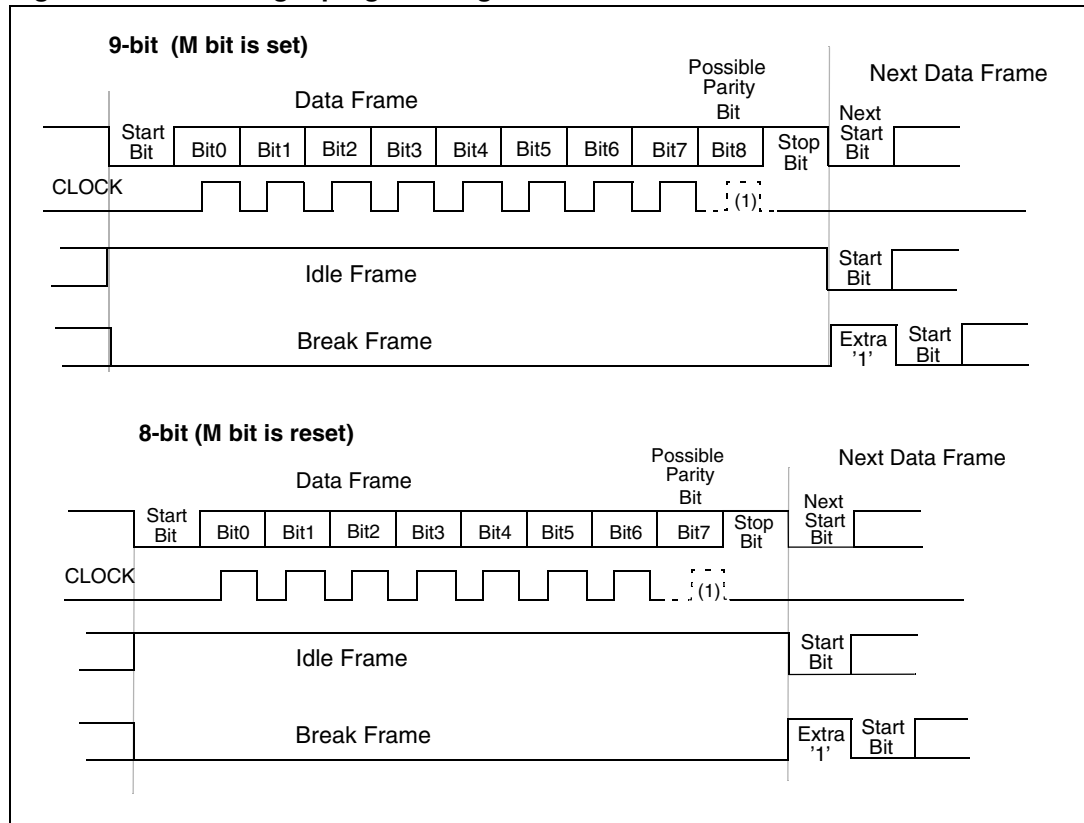 9-bit (M bit is set)
Possible
Parity
Bit
Next Data Frame
Data Frame
Start
Bit
Bit0 Bit1 Bit2 Bit3 Bit4 Bit5 Bit6 Bit7 Bit8
Stop
Bit
Next
Start
Bit
CLOCK
(1)
Idle Frame
Start
Bit
Break Frame
Extra
'1'
Start
Bit
8-bit (M bit is reset)
Possible
Parity
Bit
Next Data Frame
Data Frame
Start
Bit
Bit0 Bit1 Bit2 Bit3 Bit4 Bit5 Bit6 Bit7
Stop
Bit
Next
Start
Bit
CLOCK
(1)
Idle Frame
Start
Bit
Break Frame
Extra
'1'
Start
Bit